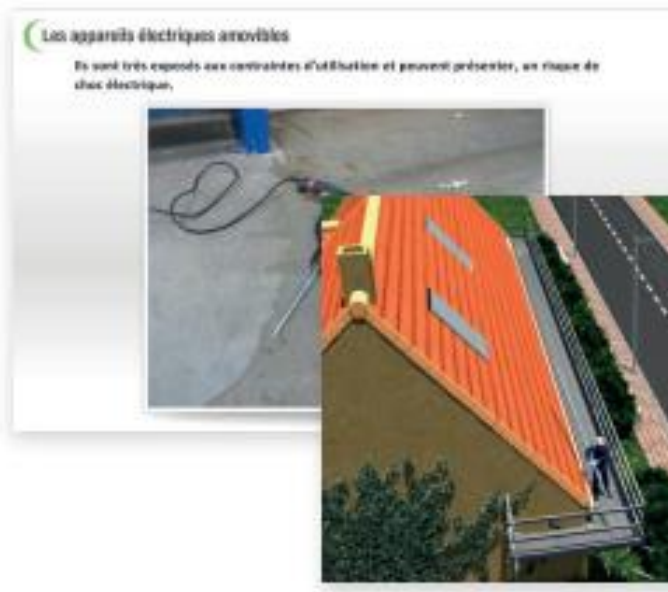 Les appareils électriques amovibles
Ils sont très exposés aux contraintes d'utilisation et peuvent présenter, un risque de
choc électrique.